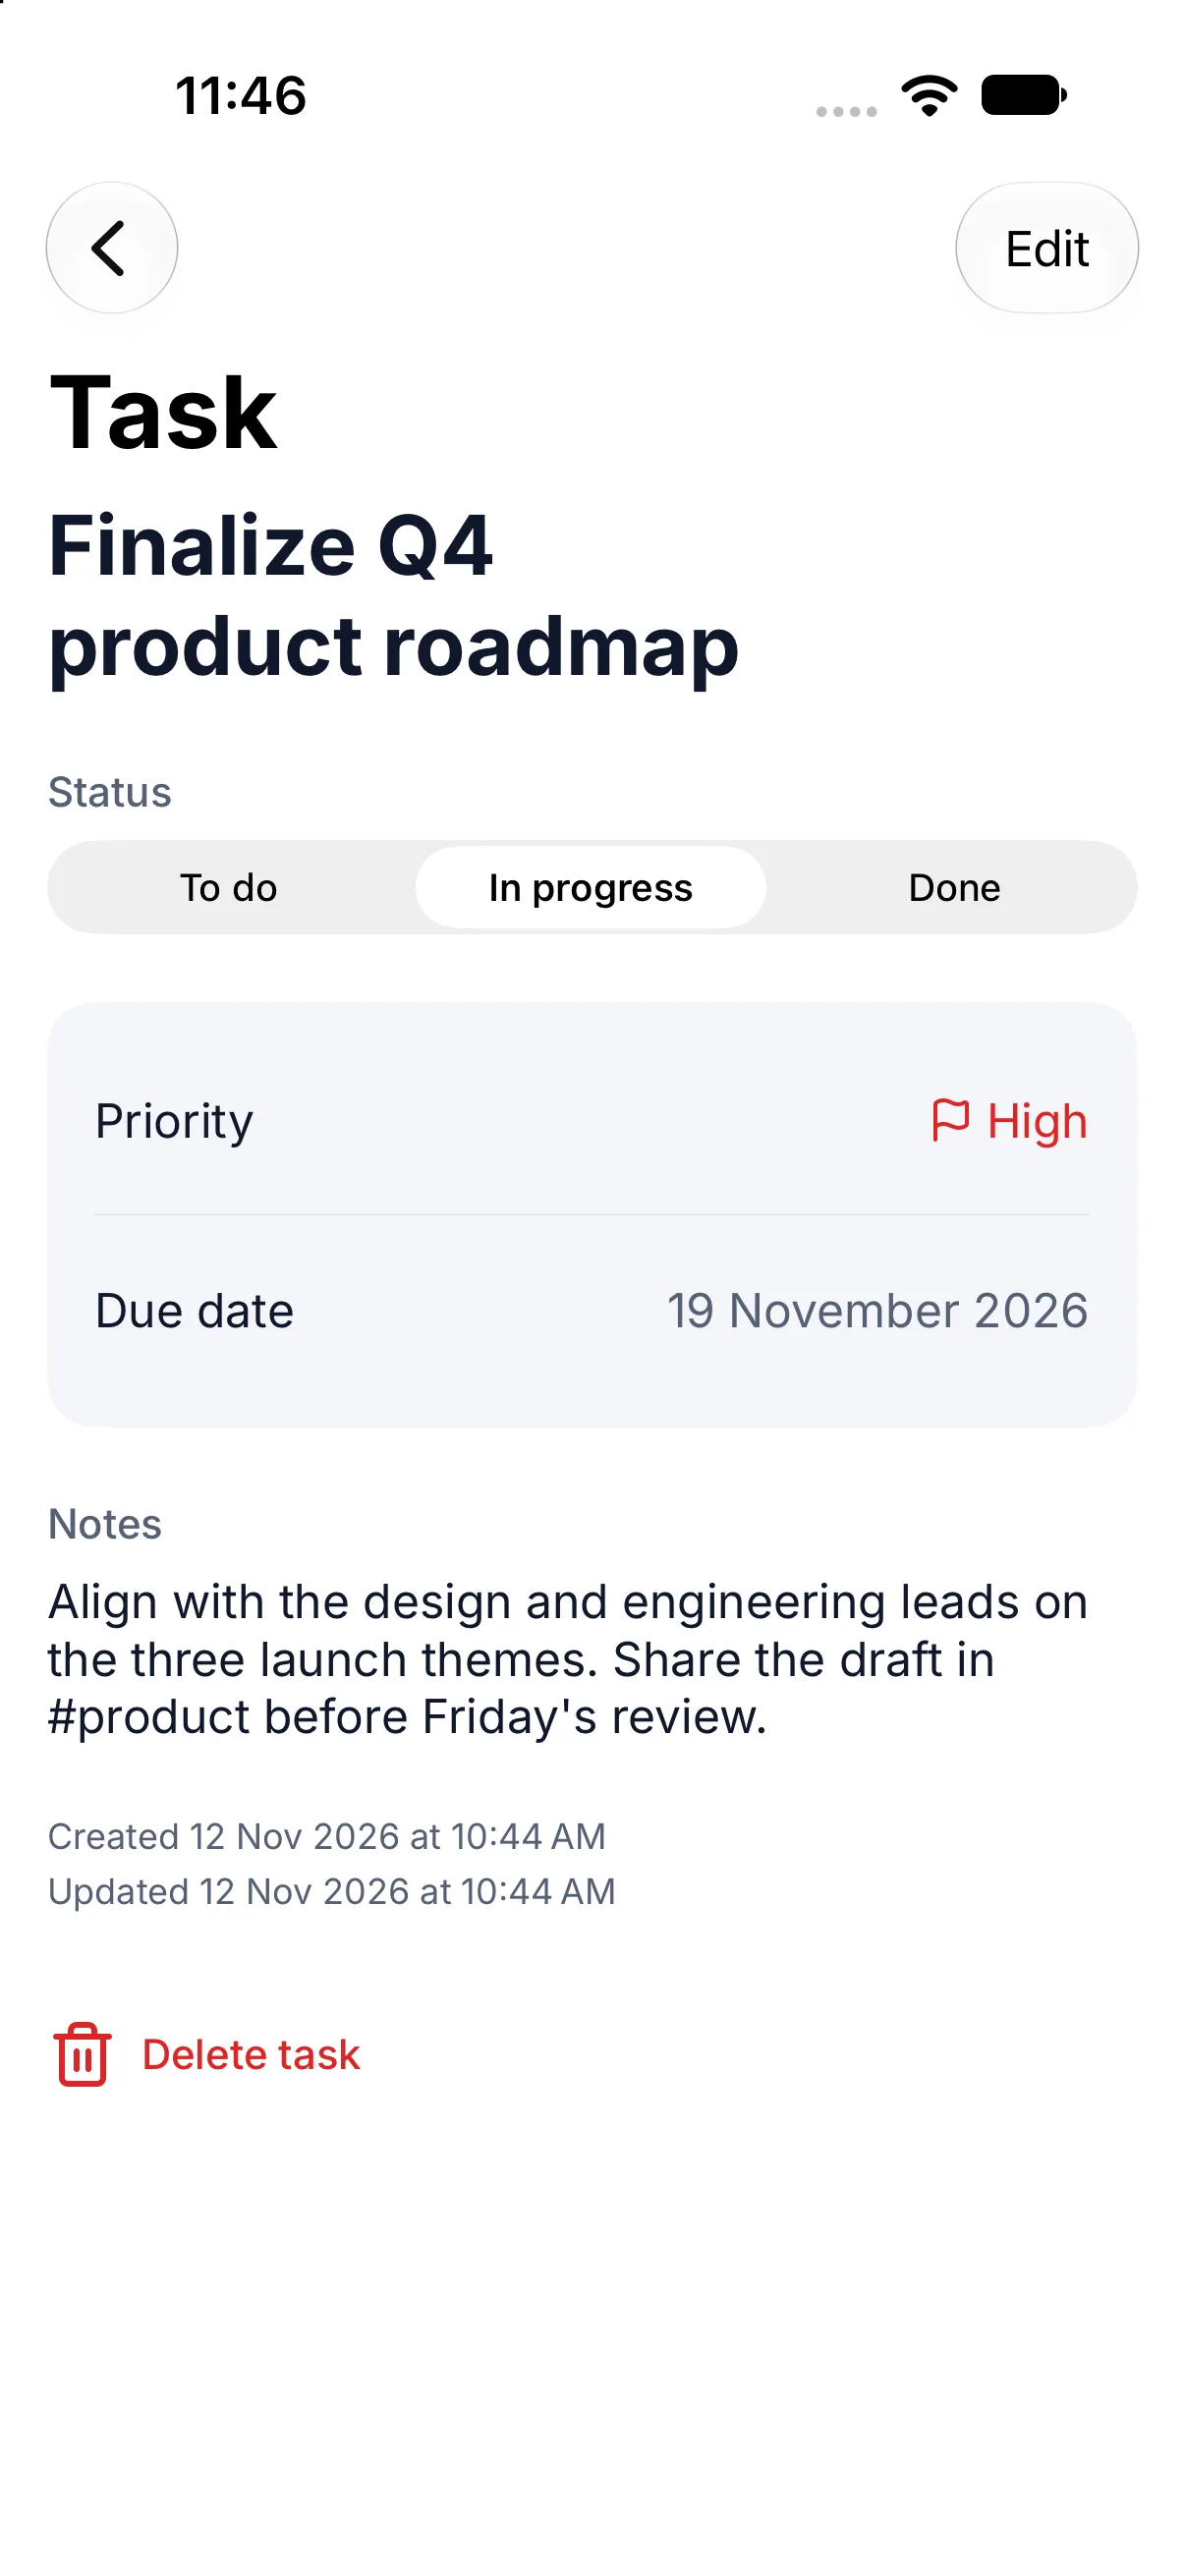 11:46
Edit
Task
Finalize Q4
product roadmap
Status
To do
In progress
Done
Priority
High
Due date
19 November 2026
Notes
Align with the design and engineering leads on
the three launch themes. Share the draft in
#product before Friday's review.
Created 12 Nov 2026 at 10:44 AM
Updated 12 Nov 2026 at 10:44 AM
Delete task